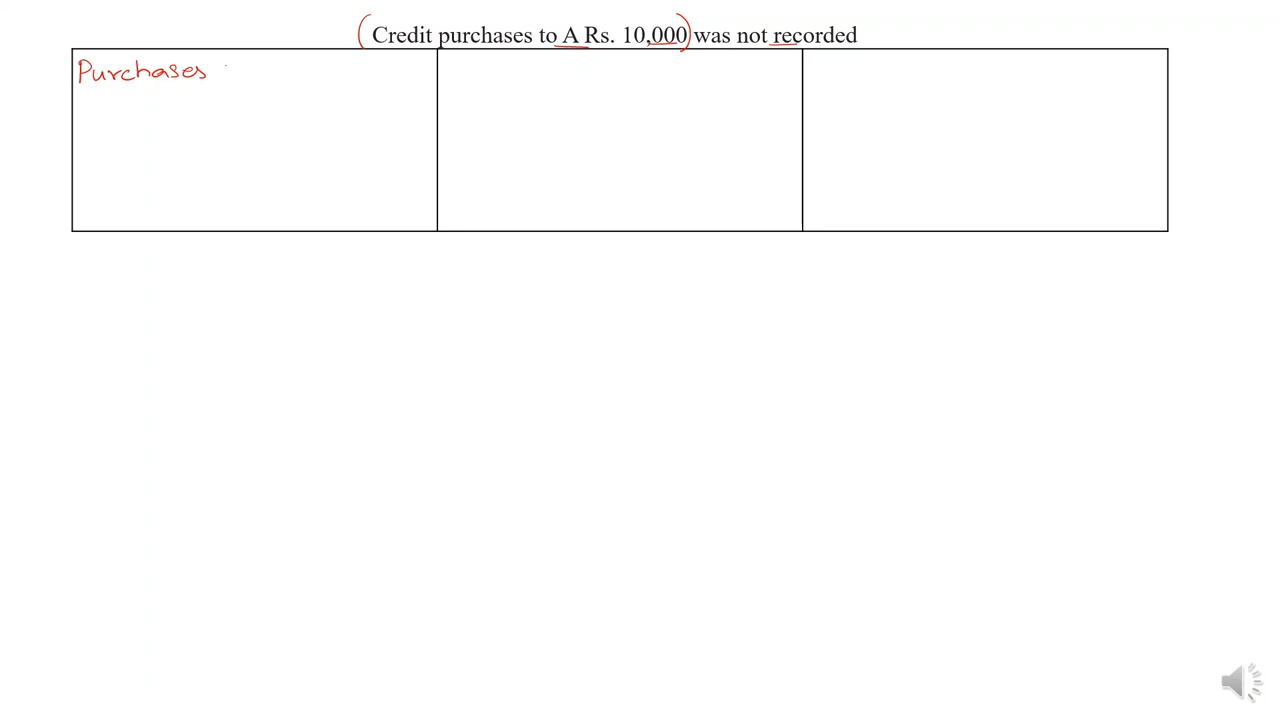 (Credit purchases to A Rs. 10,000) was not recorded
Purchases